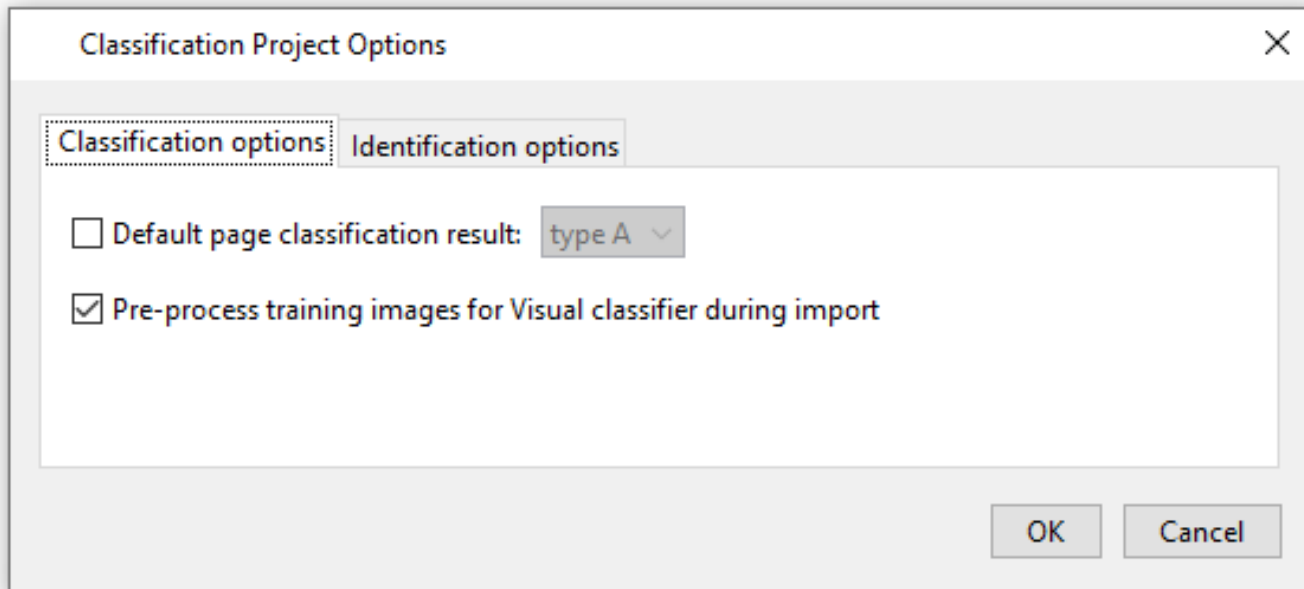 Classification Project Options
Classification options
Identification options
Default page classification result: type A
Pre-process training images for Visual classifier during import
OK
Cancel